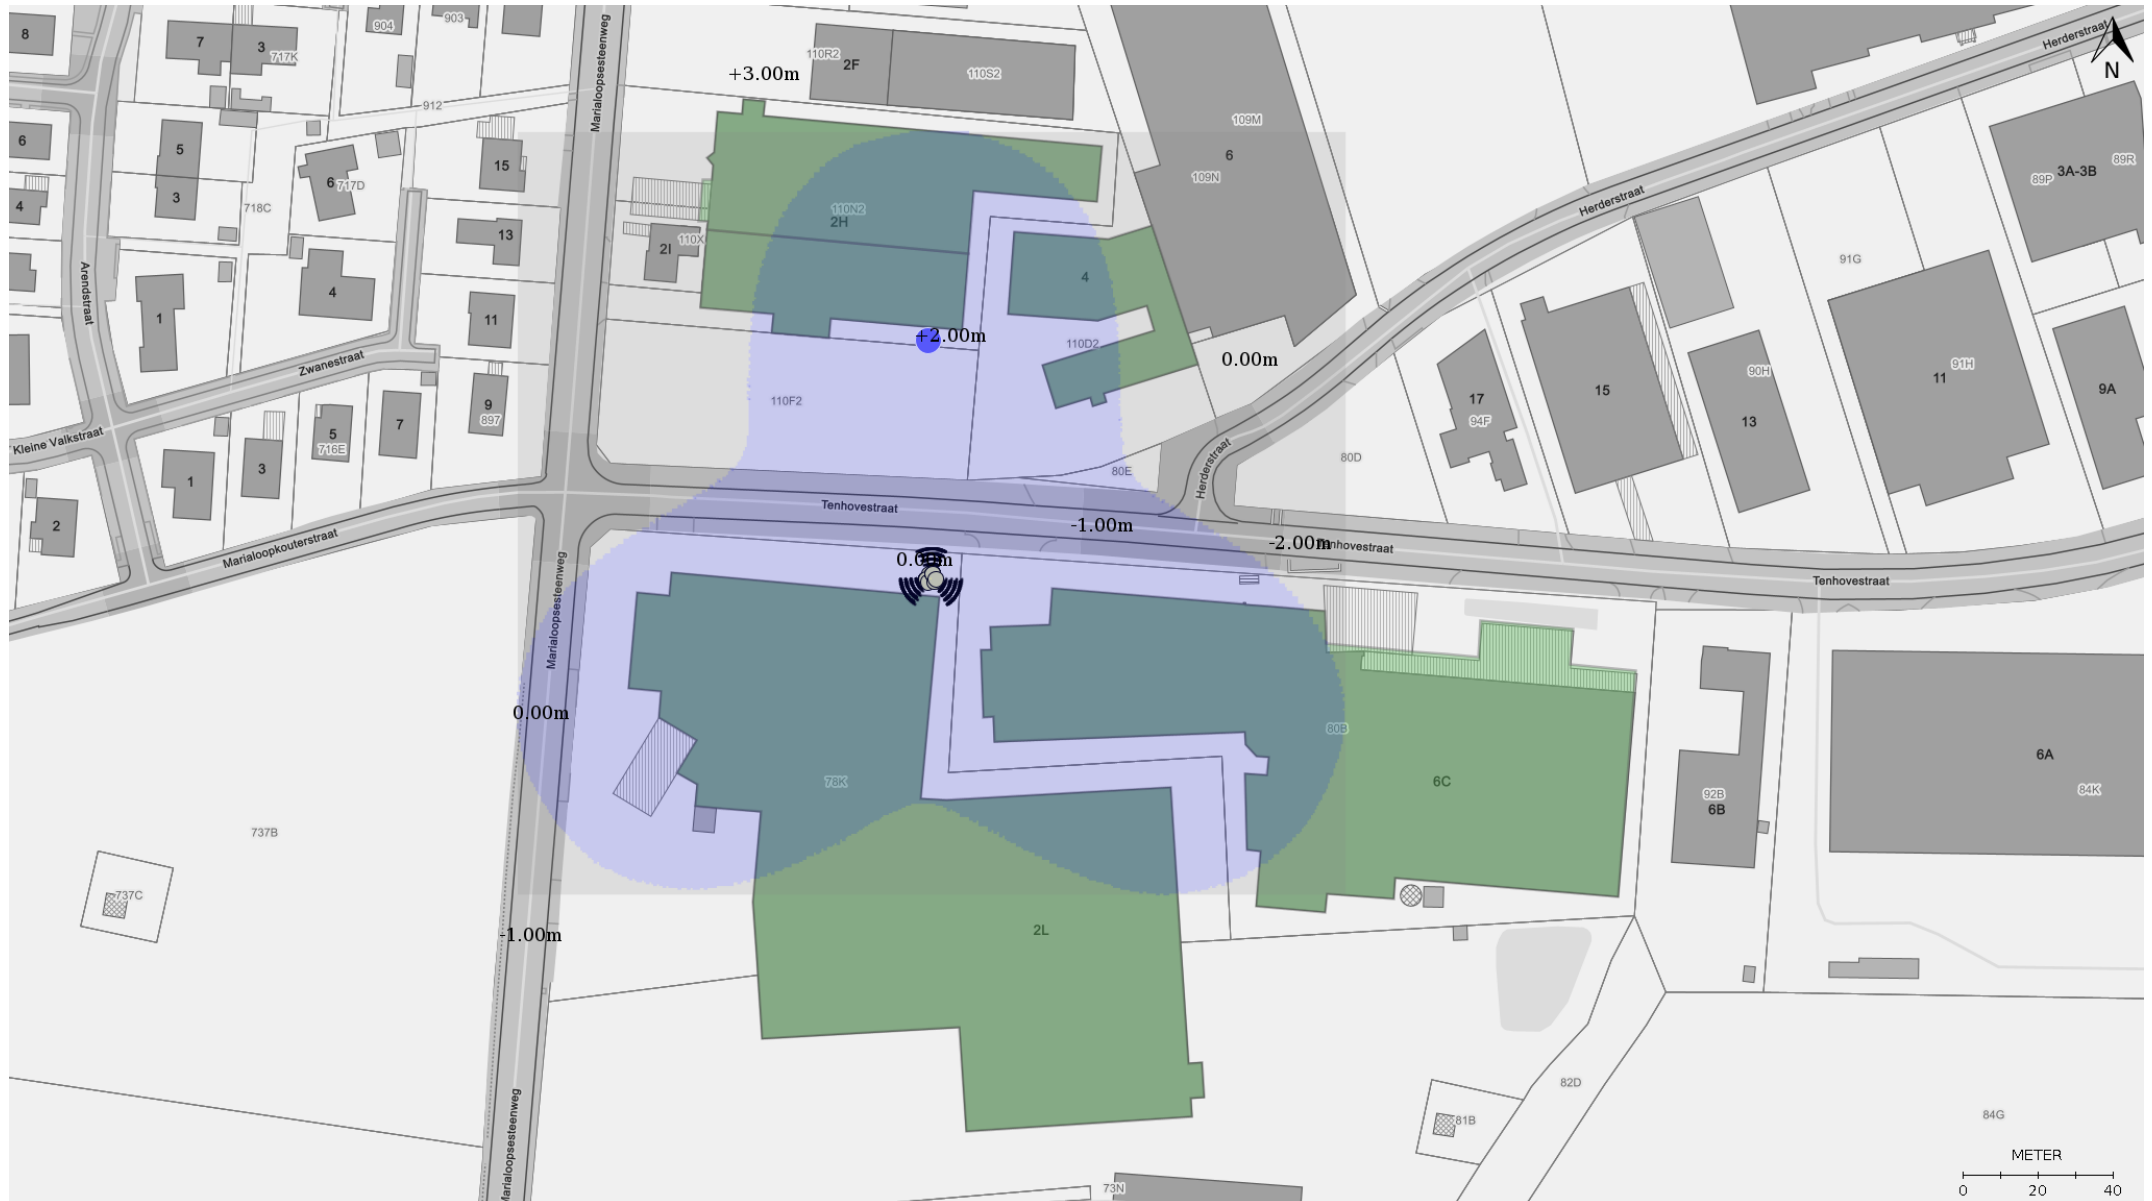 8
7
3
717K
904
903
110R2
2F
110S2
+3.00m
Marialoopsesteenweg
912
6
5
3
6
717D
15
718C
4
4
1
13
11
2I
110X
110N2
2H
4
109M
6
109N
Herderstraat
Herderstraat
N
3A-3B
89P
89R
91G
Arendstraat
Zwanestraat
+2.00m
110D2
0.00m
110F2
17
94F
15
90H
13
91H
11
9A
Kleine Valkstraat
9
897
7
5
716E
3
1
2
Herderstraat
80E
80D
Marialoopkouterstraat
Tenhovestraat
-1.00m
-2.00m
Tenhovestraat
Tenhovestraat
0.00m
Marialoopsesteenweg
0.00m
78K
80B
6C
92B
6B
6A
84K
737B
737C
-1.00m
2L
82D
81B
84G
Marialoopsesteenweg
73N
METER
0 20 40